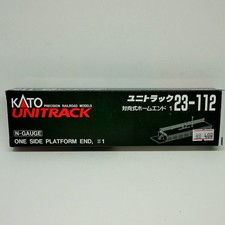 KATO
PRECISION RAILROAD MODELS
UNITRACK
N-GAUGE
ONE SIDE PLATFORM END, #1
ユニトラック
対向式ホームエンド 1
23-112